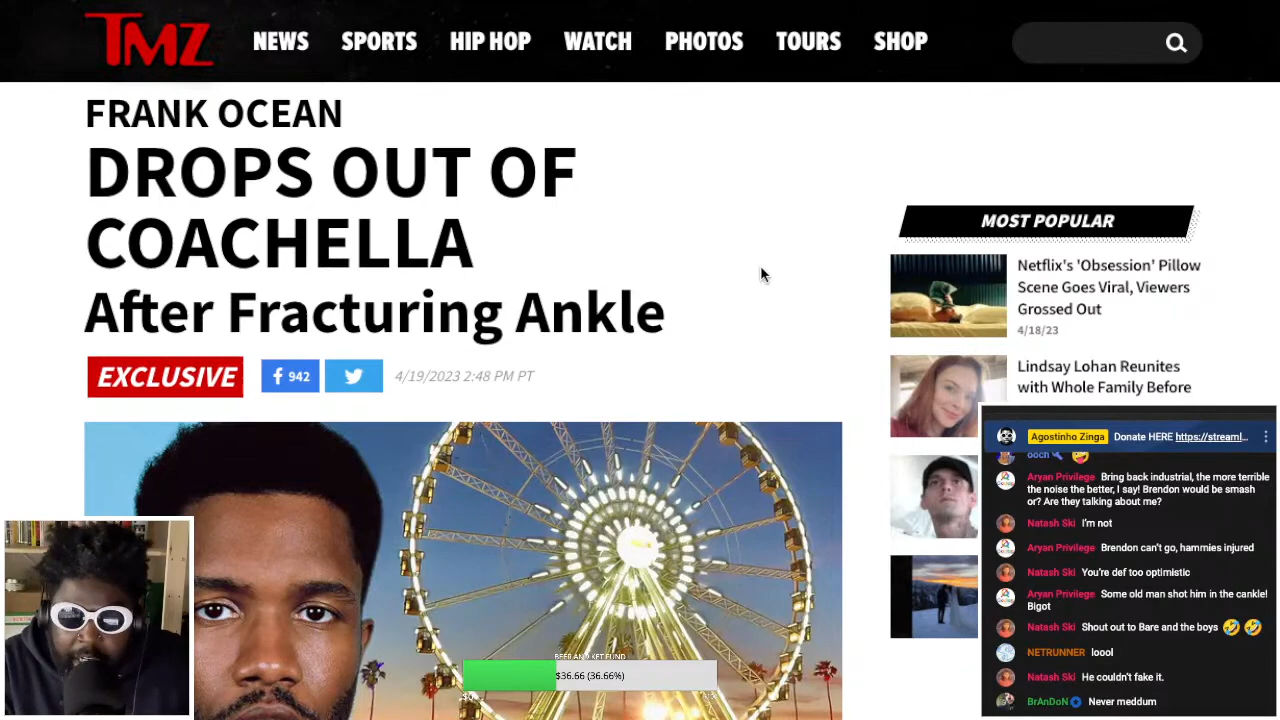 TMZ
NEWS SPORTS HIP HOP WATCH PHOTOS TOURS SHOP
FRANK OCEAN
DROPS OUT OF
COACHELLA
After Fracturing Ankle
EXCLUSIVE
942
4/19/2023 2:48 PM PT
MOST POPULAR
Netflix's 'Obsession' Pillow
Scene Goes Viral, Viewers
Grossed Out
4/18/23
Lindsay Lohan Reunites
with Whole Family Before
Agostinho Zinga Donate HERE https://streaml...
ooch
Aryan Privilege Bring back industrial, the more terrible
the noise the better, I say! Brendon would be smash
or? Are they talking about me?
Natash Ski I'm not
Aryan Privilege Brendon can't go, hammies injured
Natash Ski You're def too optimistic
Aryan Privilege Some old man shot him in the cankle!
Bigot
Natash Ski Shout out to Bare and the boys 🤣 🤣
NETRUNNER loool
Natash Ski He couldn't fake it.
BrAnDoN Never meddum
BEER AND KET FUND
$36.66 (36.66%)